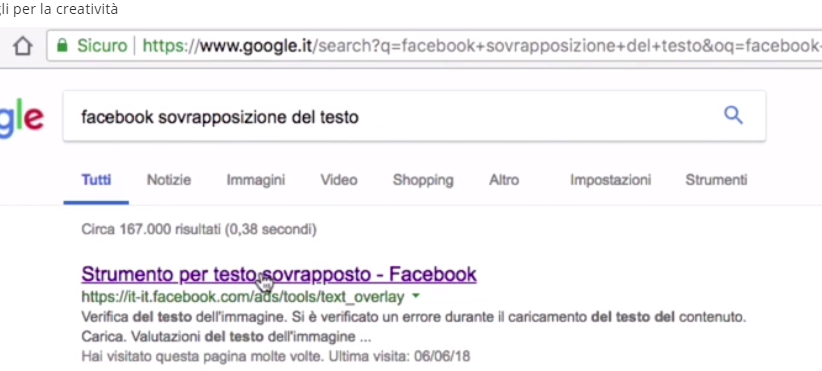 gli per la creatività
Sicuro | https://www.google.it/search?q=facebook+sovrapposizione+del+testo&oq=facebook
gle
facebook sovrapposizione del testo
Tutti Notizie Immagini Video Shopping Altro Impostazioni Strumenti
Circa 167.000 risultati (0,38 secondi)
Strumento per testo sovrapposto - Facebook
https://it-it.facebook.com/ads/tools/text_overlay
Verifica del testo dell'immagine. Si è verificato un errore durante il caricamento del testo del contenuto.
Carica. Valutazioni del testo dell'immagine ...
Hai visitato questa pagina molte volte. Ultima visita: 06/06/18